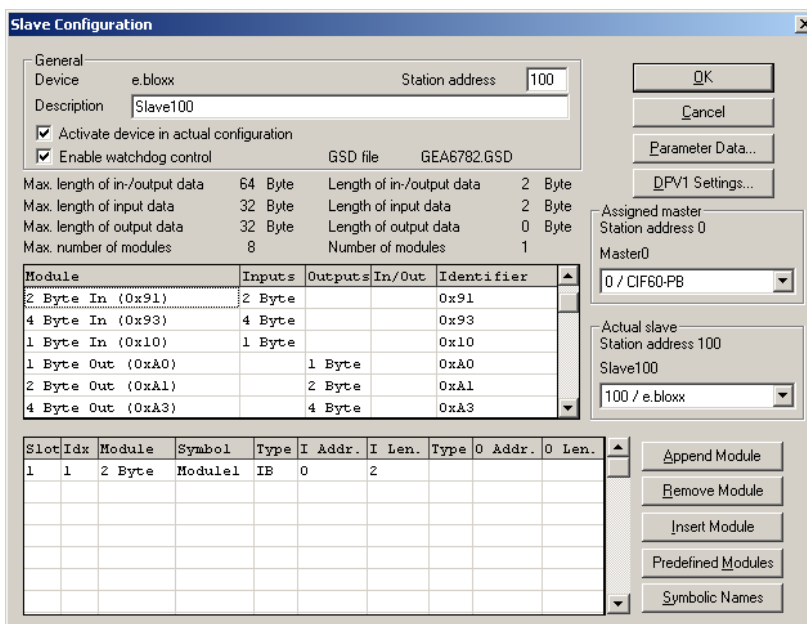 Slave Configuration
General
Device e.bloxx Station address 100
Description Slave100
Activate device in actual configuration
Enable watchdog control GSD file GEA6782.GSD
OK
Cancel
Parameter Data...
DPV1 Settings...
Max. length of in-/output data 64 Byte Length of in-/output data 2 Byte
Max. length of input data 32 Byte Length of input data 2 Byte
Max. length of output data 32 Byte Length of output data 0 Byte
Max. number of modules 8 Number of modules 1
Assigned master
Station address 0
Master0
0 / CIF60-PB
Module Inputs Outputs In/Out Identifier
2 Byte In (0x91) 2 Byte 0x91
4 Byte In (0x93) 4 Byte 0x93
1 Byte In (0x10) 1 Byte 0x10
1 Byte Out (0xA0) 1 Byte 0xA0
2 Byte Out (0xA1) 2 Byte 0xA1
4 Byte Out (0xA3) 4 Byte 0xA3
Actual slave
Station address 100
Slave100
100 / e.bloxx
Slot Idx Module Symbol Type I Addr. I Len. Type O Addr. O Len.
1 1 2 Byte Module1 IB 0 2
Append Module
Remove Module
Insert Module
Predefined Modules
Symbolic Names